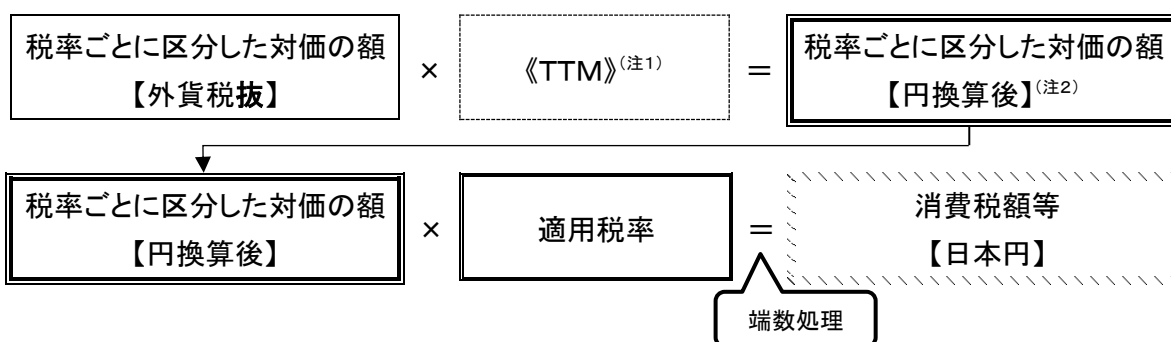 税率ごとに区分した対価の額
【外貨税抜】
×
《TTM》(注1)
＝
税率ごとに区分した対価の額
【円換算後】(注2)
税率ごとに区分した対価の額
【円換算後】
×
適用税率
＝
消費税額等
【日本円】
端数処理